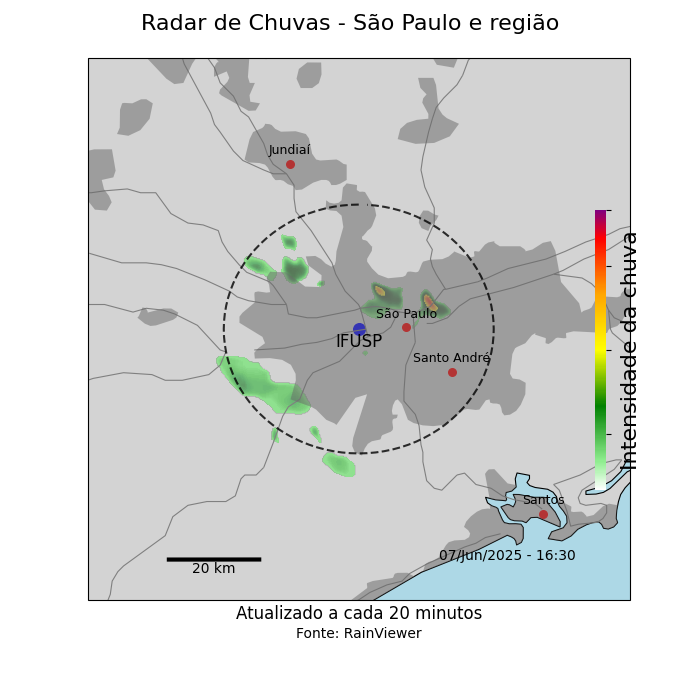 Radar de Chuvas - São Paulo e região
Jundiaí
São Paulo
IFUSP
Santo André
Intensidade da chuva
Santos
07/Jun/2025 - 16:30
20 km
Atualizado a cada 20 minutos
Fonte: RainViewer